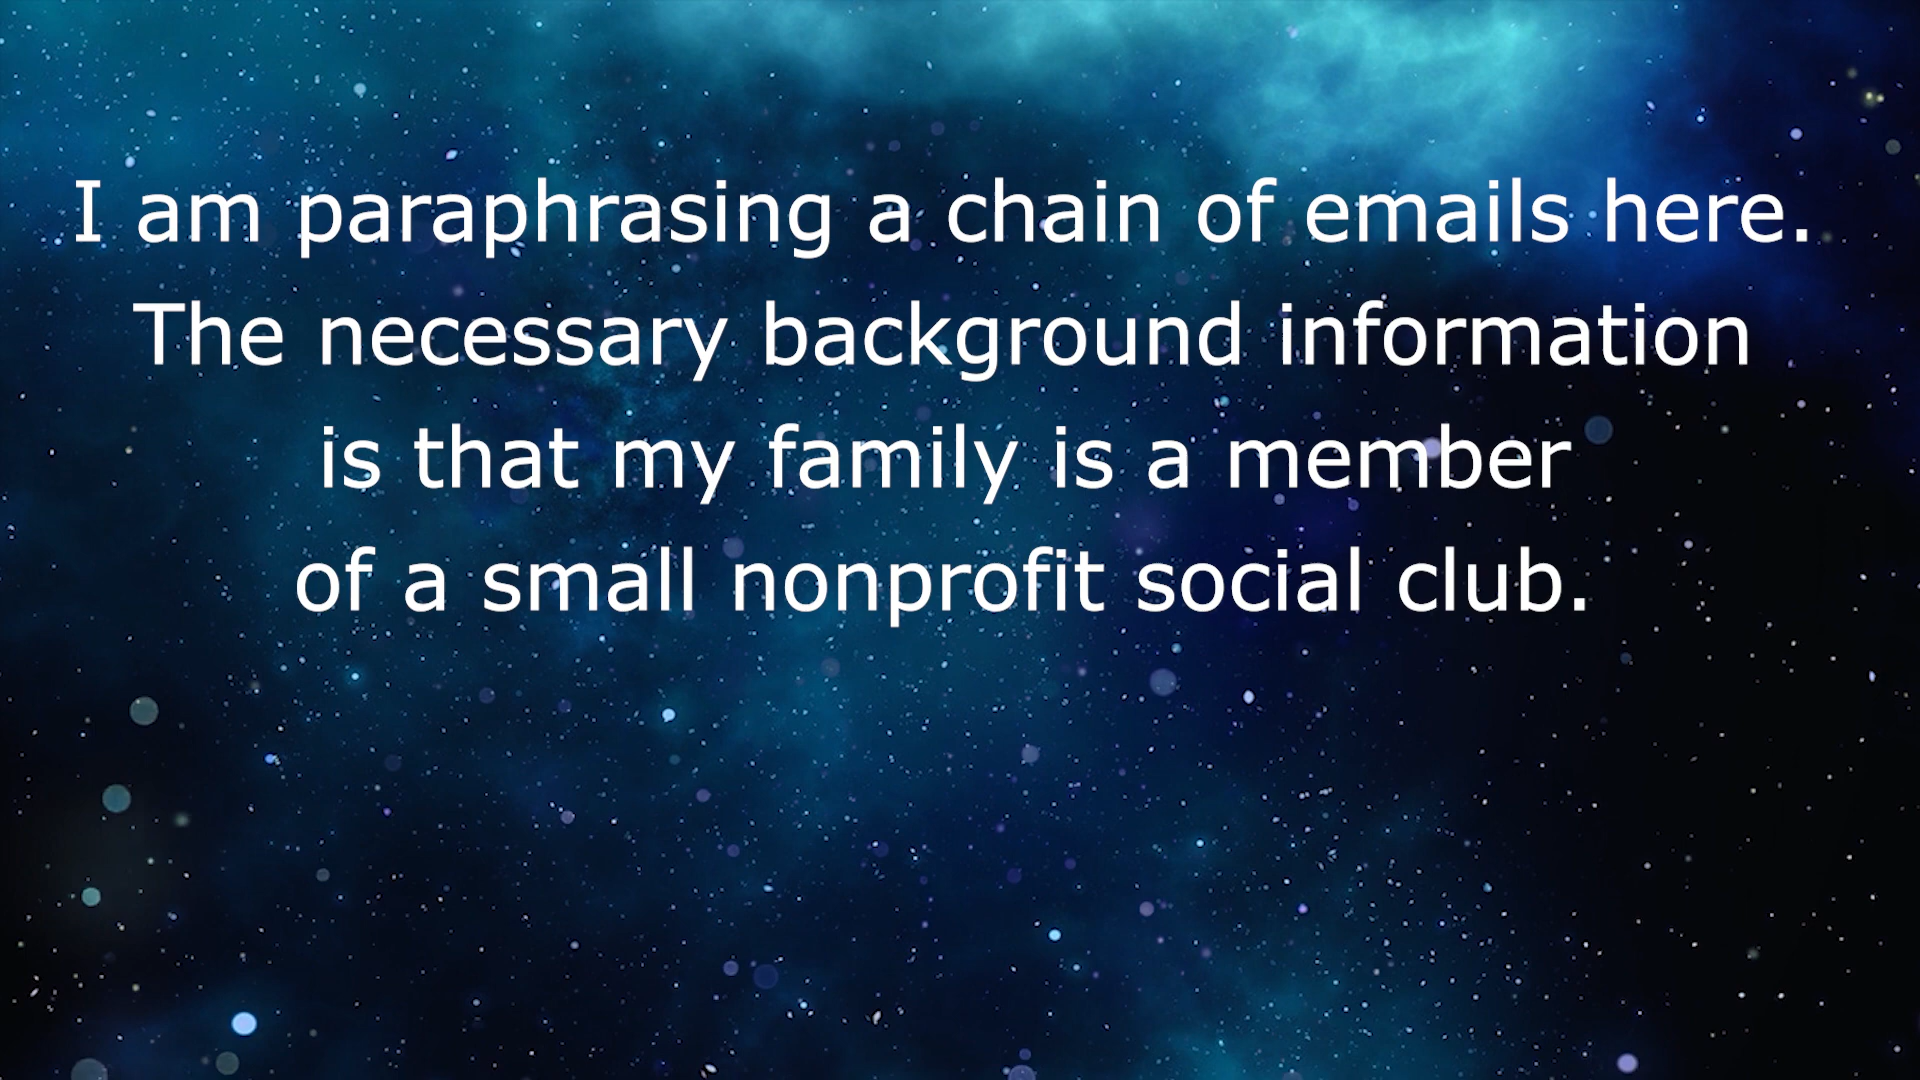 I am paraphrasing a chain of emails here.
The necessary background information
is that my family is a member
of a small nonprofit social club.